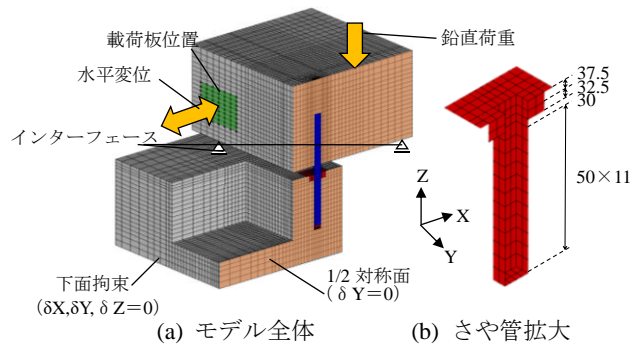 載荷板位置
水平変位
インターフェース
鉛直荷重
37.5
32.5
30
50×11
Z
X
Y
下面拘束
(δX,δY, δ Z=0)
1/2 対称面
(δ Y=0)
(a) モデル全体
(b) さや管拡大